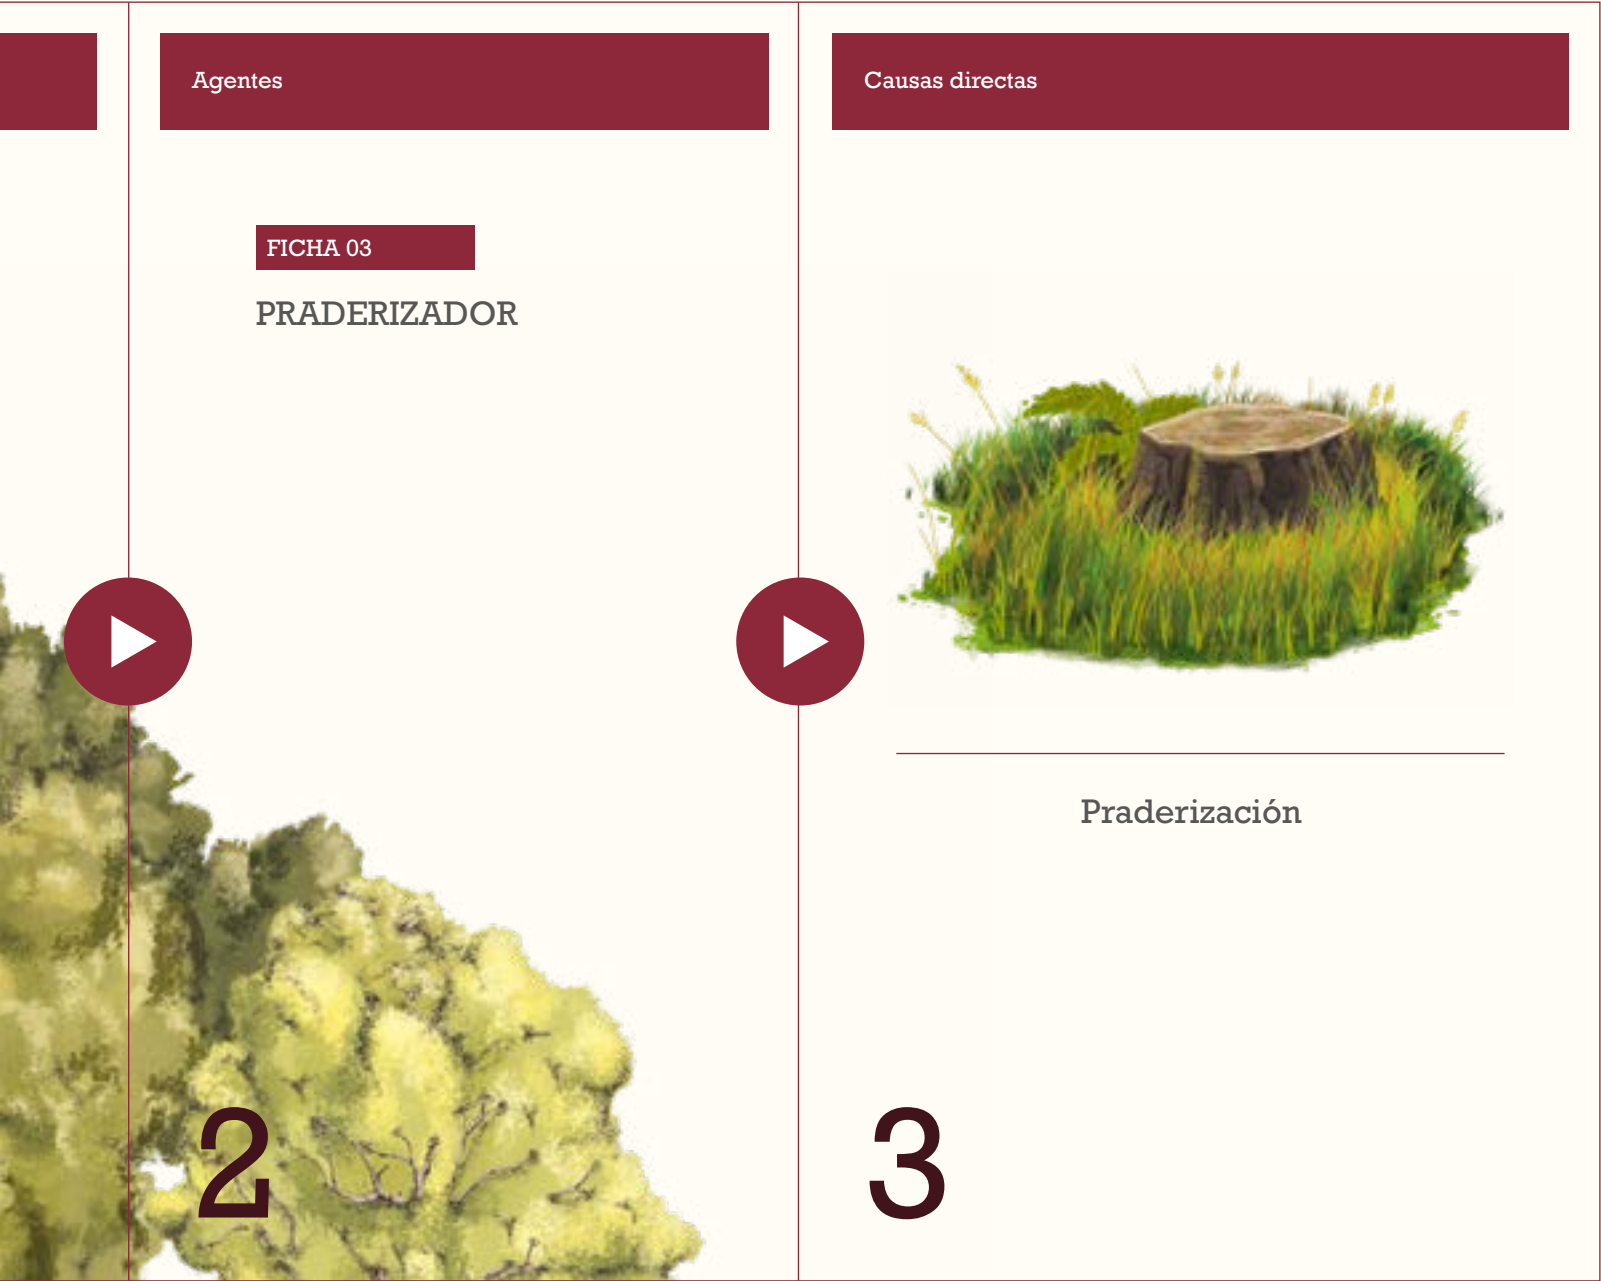 Agentes
FICHA 03
PRADERIZADOR
2
Causas directas
Praderización
3